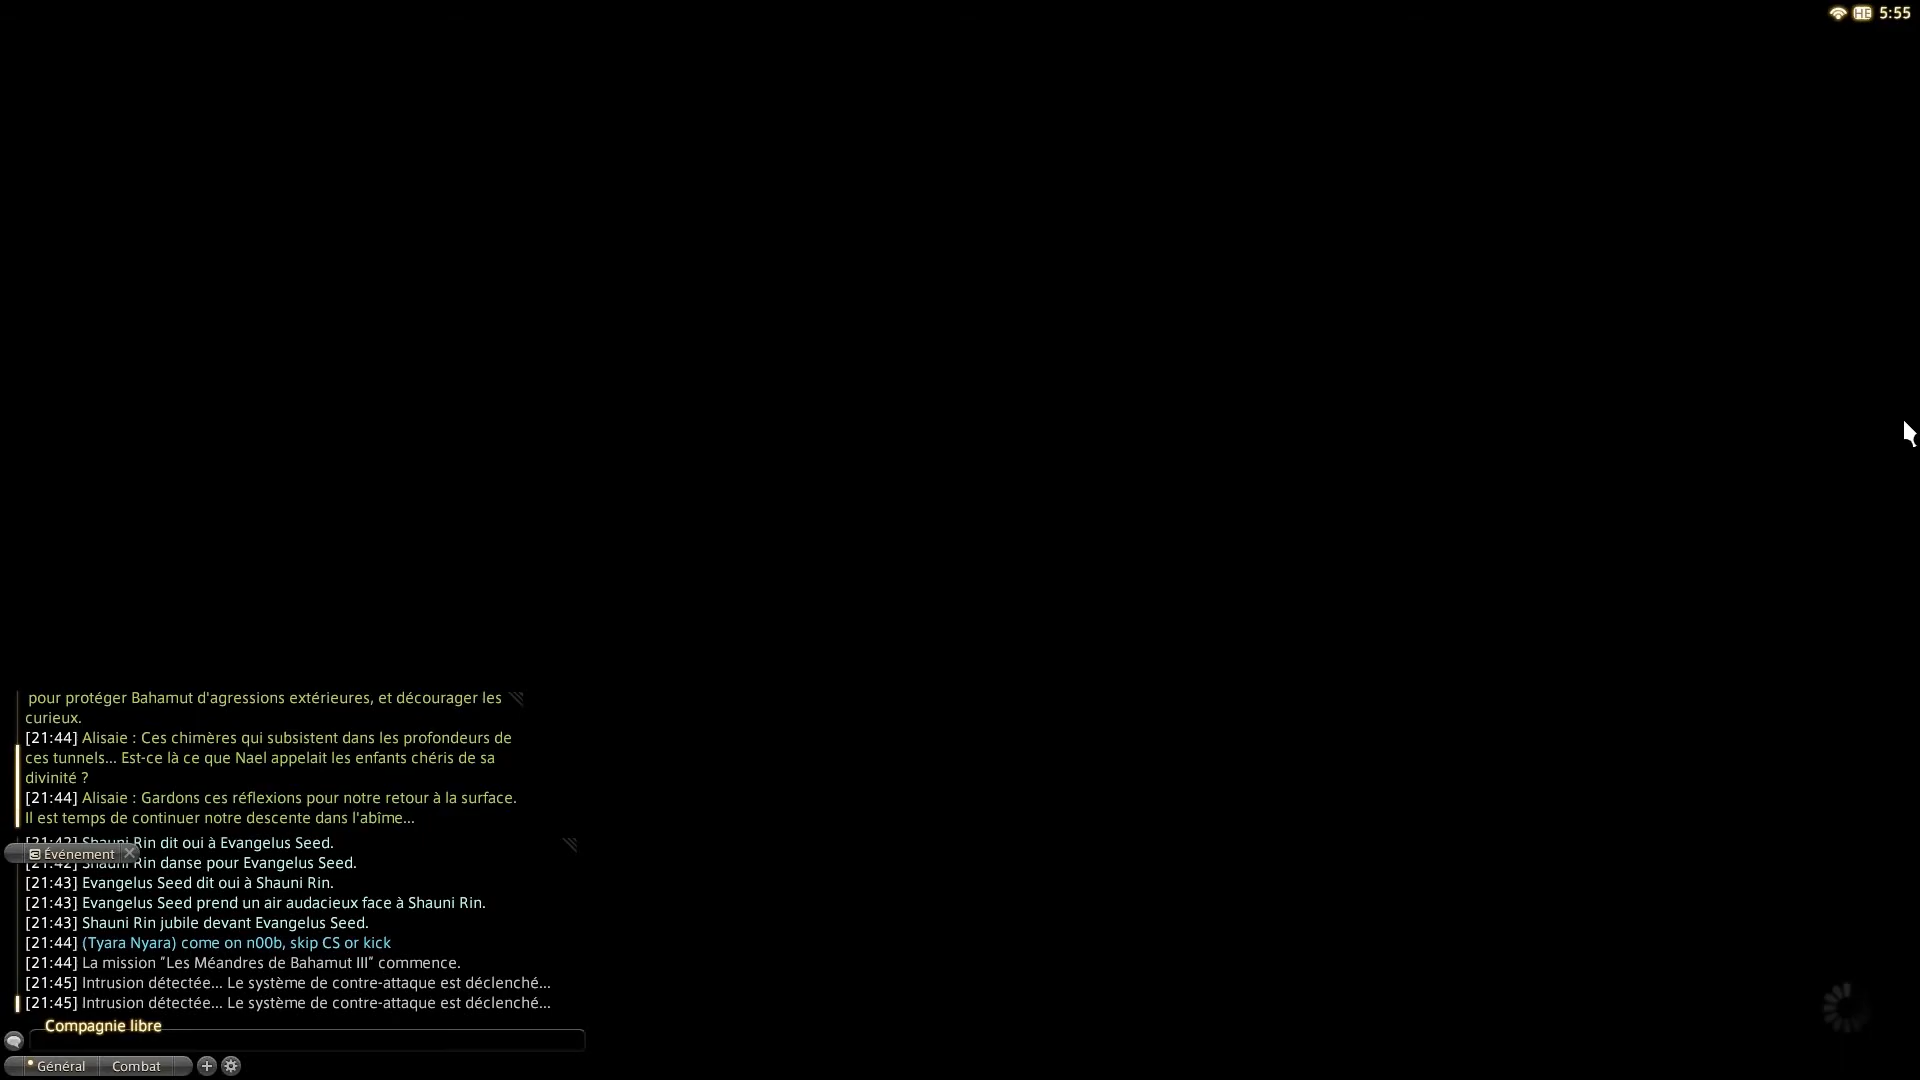 HE 5:55
pour protéger Bahamut d'agressions extérieures, et décourager les
curieux.
[21:44] Alisaie : Ces chimères qui subsistent dans les profondeurs de
ces tunnels... Est-ce là ce que Nael appelait les enfants chéris de sa
divinité ?
[21:44] Alisaie : Gardons ces réflexions pour notre retour à la surface.
Il est temps de continuer notre descente dans l'abîme...
[21:42] Shauni Rin dit oui à Evangelus Seed.
Événement
[21:42] Shauni Rin danse pour Evangelus Seed.
[21:43] Evangelus Seed dit oui à Shauni Rin.
[21:43] Evangelus Seed prend un air audacieux face à Shauni Rin.
[21:43] Shauni Rin jubile devant Evangelus Seed.
[21:44] (Tyara Nyara) come on n00b, skip CS or kick
[21:44] La mission "Les Méandres de Bahamut III" commence.
[21:45] Intrusion détectée... Le système de contre-attaque est déclenché...
[21:45] Intrusion détectée... Le système de contre-attaque est déclenché...
Compagnie libre
Général Combat